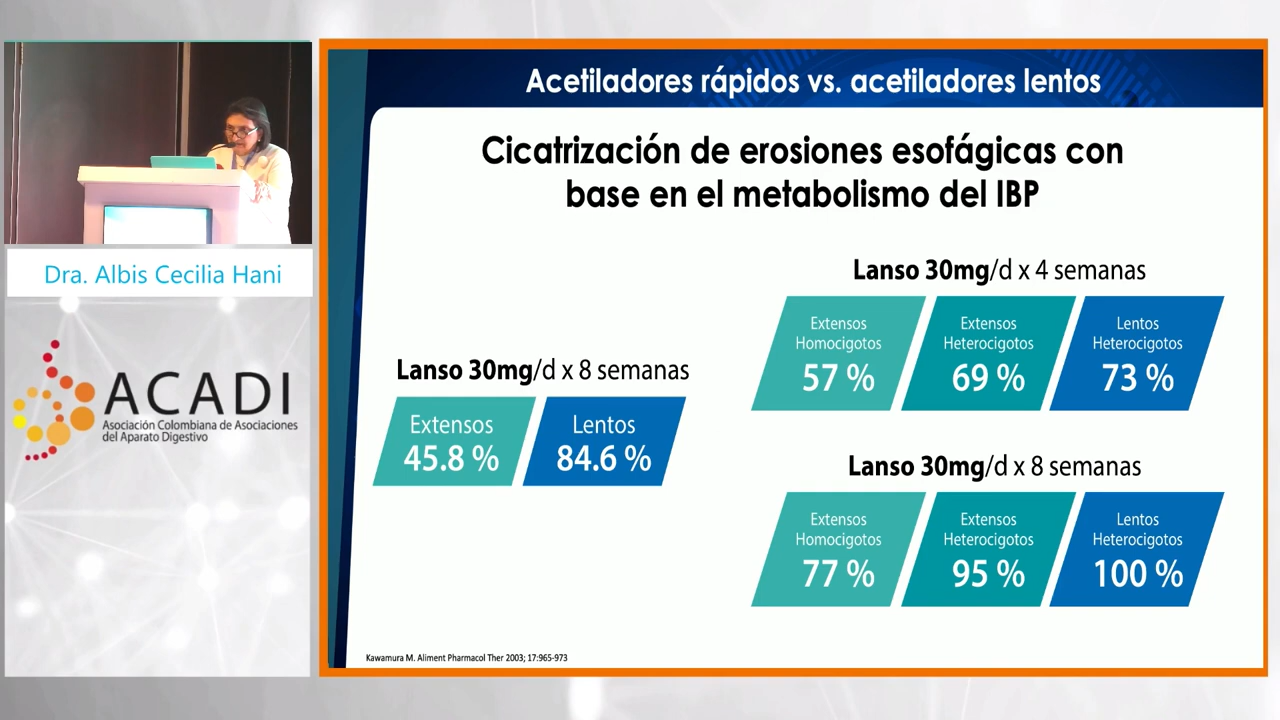 Acetiladores rápidos vs. acetiladores lentos
Cicatrización de erosiones esofágicas con
base en el metabolismo del IBP
Dra. Albis Cecilia Hani
ACADI
Asociación Colombiana de Asociaciones
del Aparato Digestivo
Lanso 30mg/d x 8 semanas
Extensos
45.8 %
Lentos
84.6 %
Lanso 30mg/d x 4 semanas
Extensos
Homocigotos
57 %
Extensos
Heterocigotos
69 %
Lentos
Heterocigotos
73 %
Lanso 30mg/d x 8 semanas
Extensos
Homocigotos
77 %
Extensos
Heterocigotos
95 %
Lentos
Heterocigotos
100 %
Kawamura M. Aliment Pharmacol Ther 2003; 17:965-973